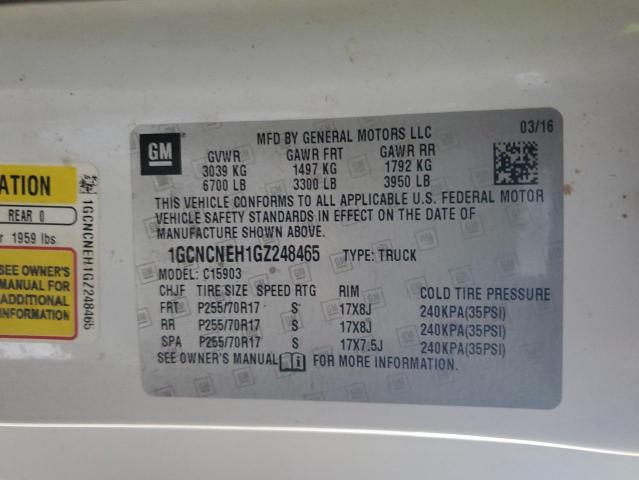 ATION
REAR 0
r 1959 lbs.
SEE OWNER'S
MANUAL FOR
ADDITIONAL
INFORMATION
1GCNCNEH1GZ248465
GM
MFD BY GENERAL MOTORS LLC
03/16
GVWR GAWR FRT GAWR RR
3039 KG 1497 KG 1792 KG
6700 LB 3300 LB 3950 LB
THIS VEHICLE CONFORMS TO ALL APPLICABLE U.S. FEDERAL MOTOR
VEHICLE SAFETY STANDARDS IN EFFECT ON THE DATE OF
MANUFACTURE SHOWN ABOVE.
1GCNCNEH1GZ248465 TYPE: TRUCK
MODEL: C15903
CHJF TIRE SIZE SPEED RTG RIM COLD TIRE PRESSURE
FRT P255/70R17 S 17X8J 240KPA(35PSI)
RR P255/70R17 S 17X8J 240KPA(35PSI)
SPA P255/70R17 S 17X7.5J 240KPA(35PSI)
SEE OWNER'S MANUAL FOR MORE INFORMATION.